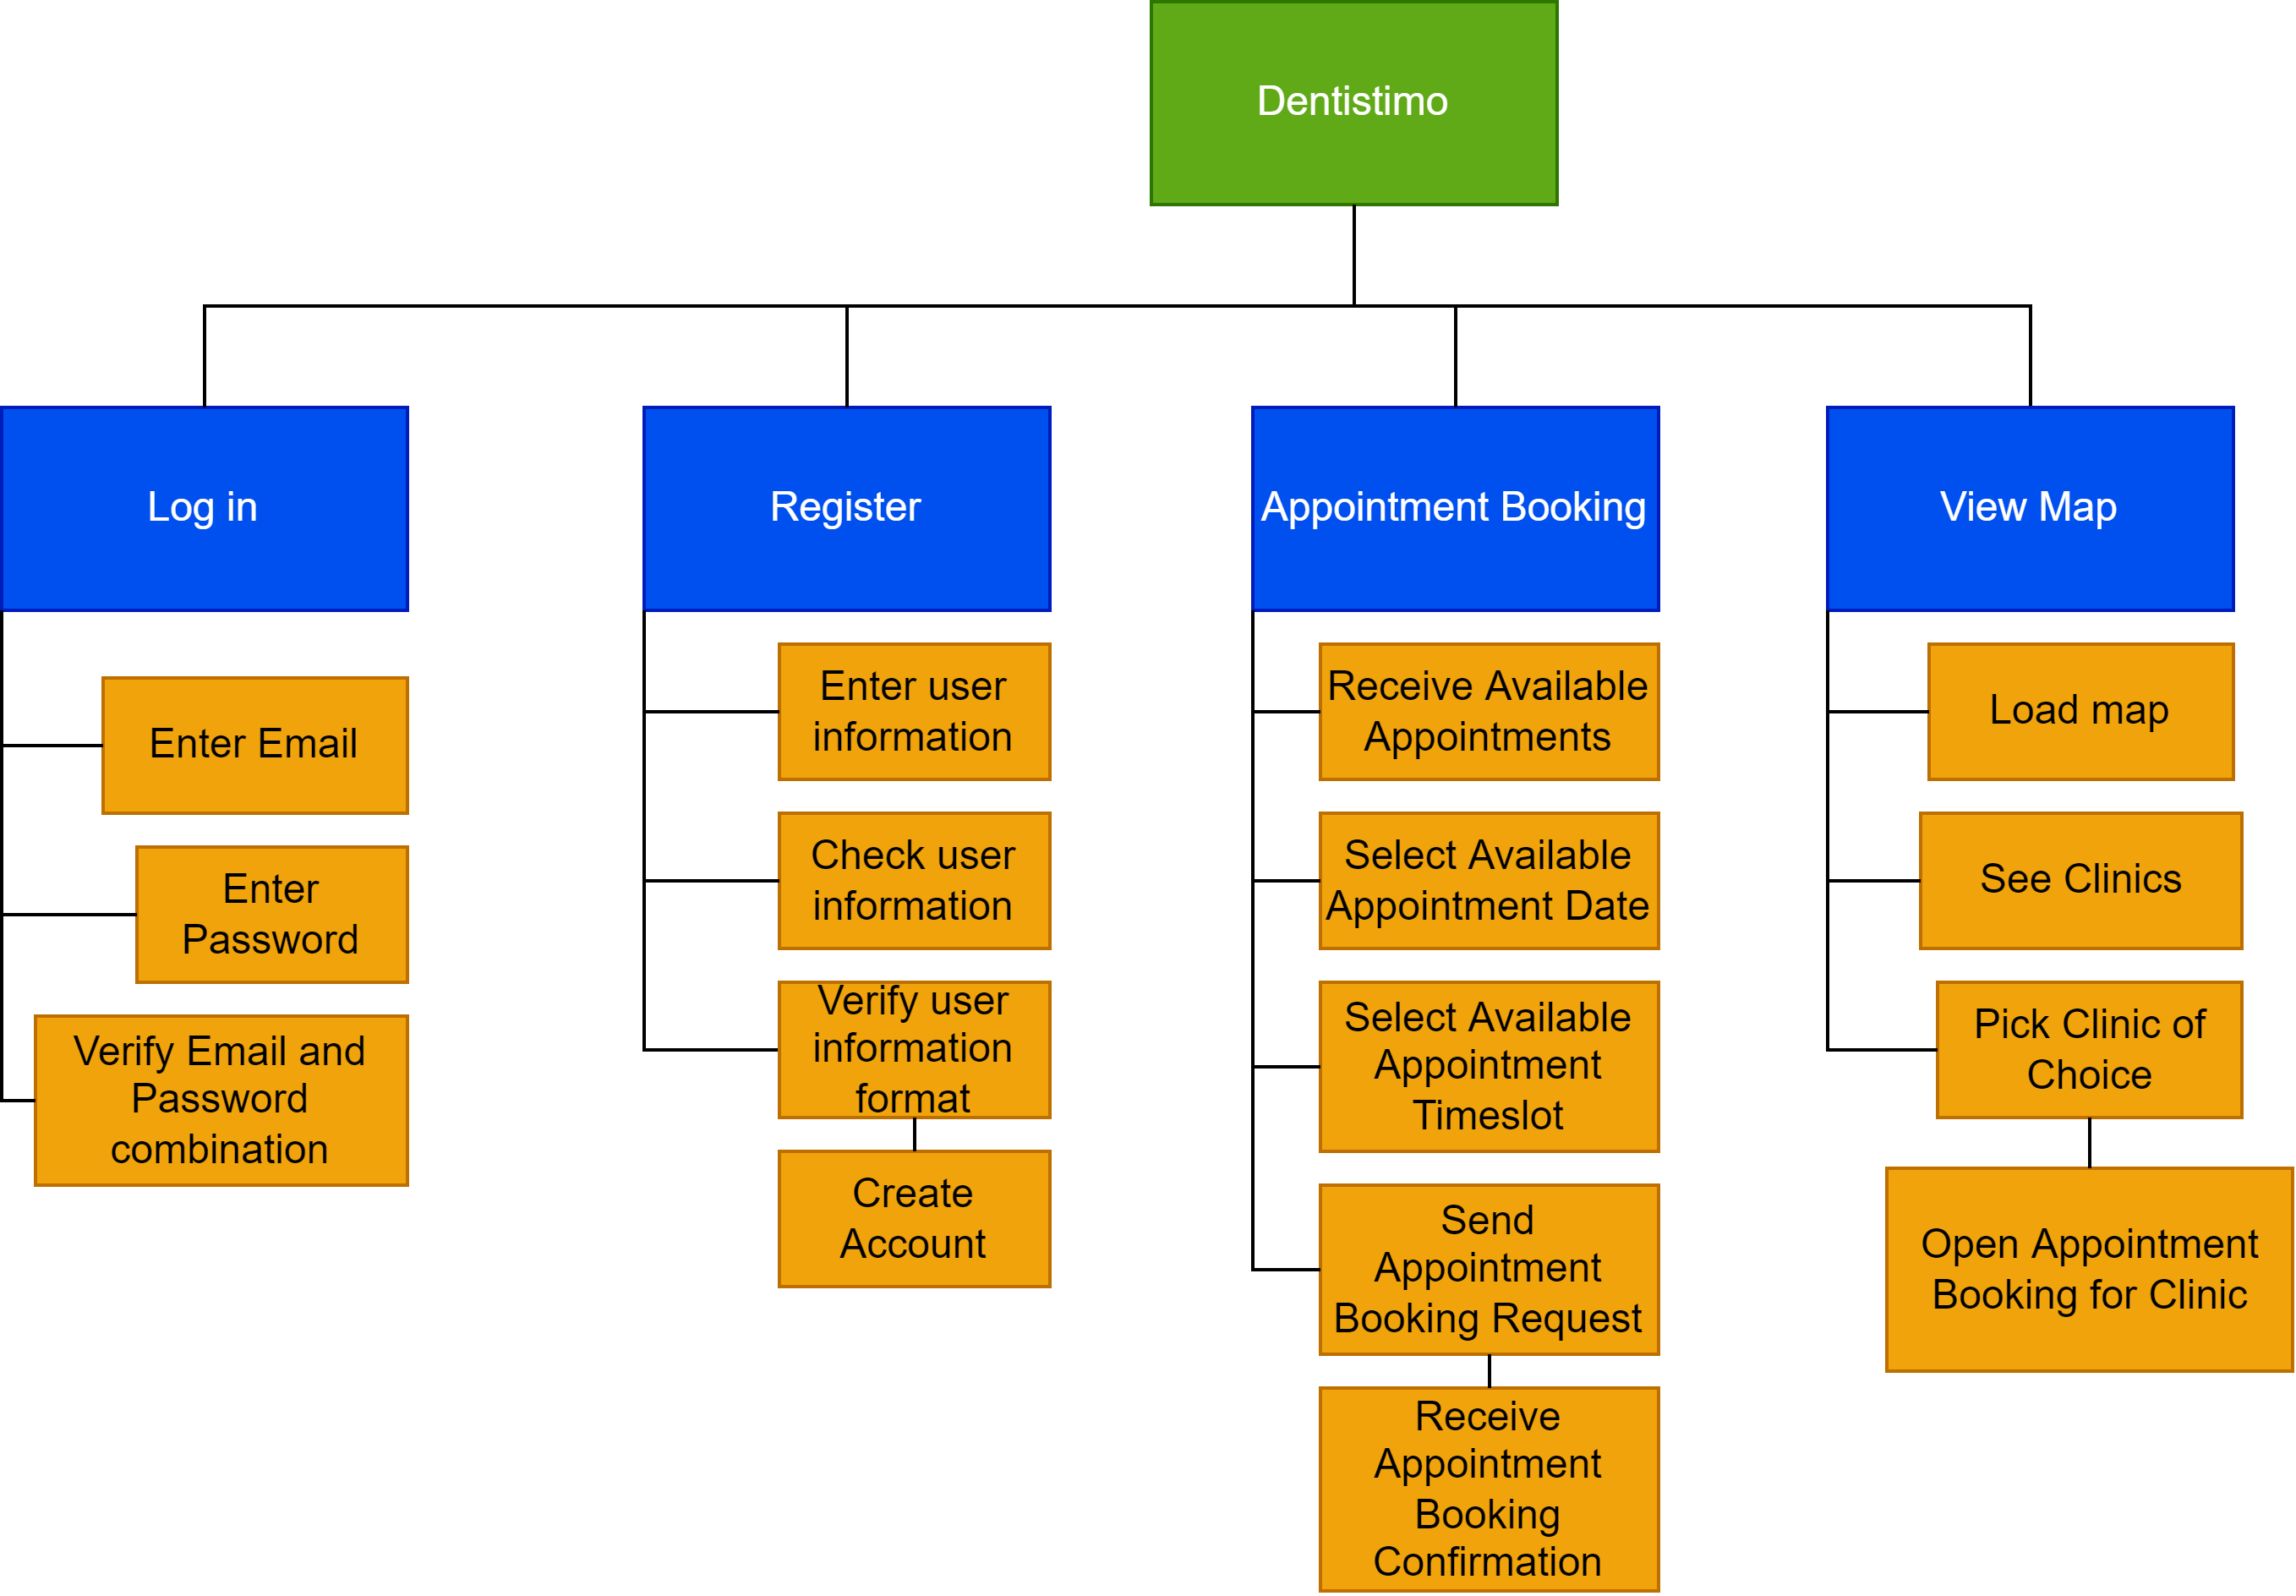 Dentistimo
Log in
Register
Appointment Booking
View Map
Enter Email
Enter
Password
Verify Email and
Password
combination
Enter user
information
Check user
information
Verify user
information
format
Create
Account
Receive Available
Appointments
Select Available
Appointment Date
Select Available
Appointment
Timeslot
Send
Appointment
Booking Request
Receive
Appointment
Booking
Confirmation
Load map
See Clinics
Pick Clinic of
Choice
Open Appointment
Booking for Clinic